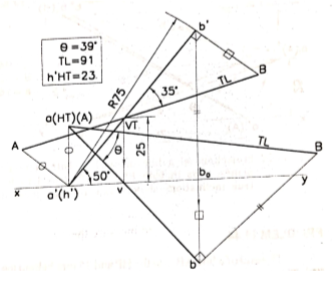 b'
θ = 39°
TL = 91
h'HT = 23
R75
TL
B
35°
a(HT)(A)
VT
A
θ
25
TL
B
50°
b₀
x
a'(h')
v
y
b